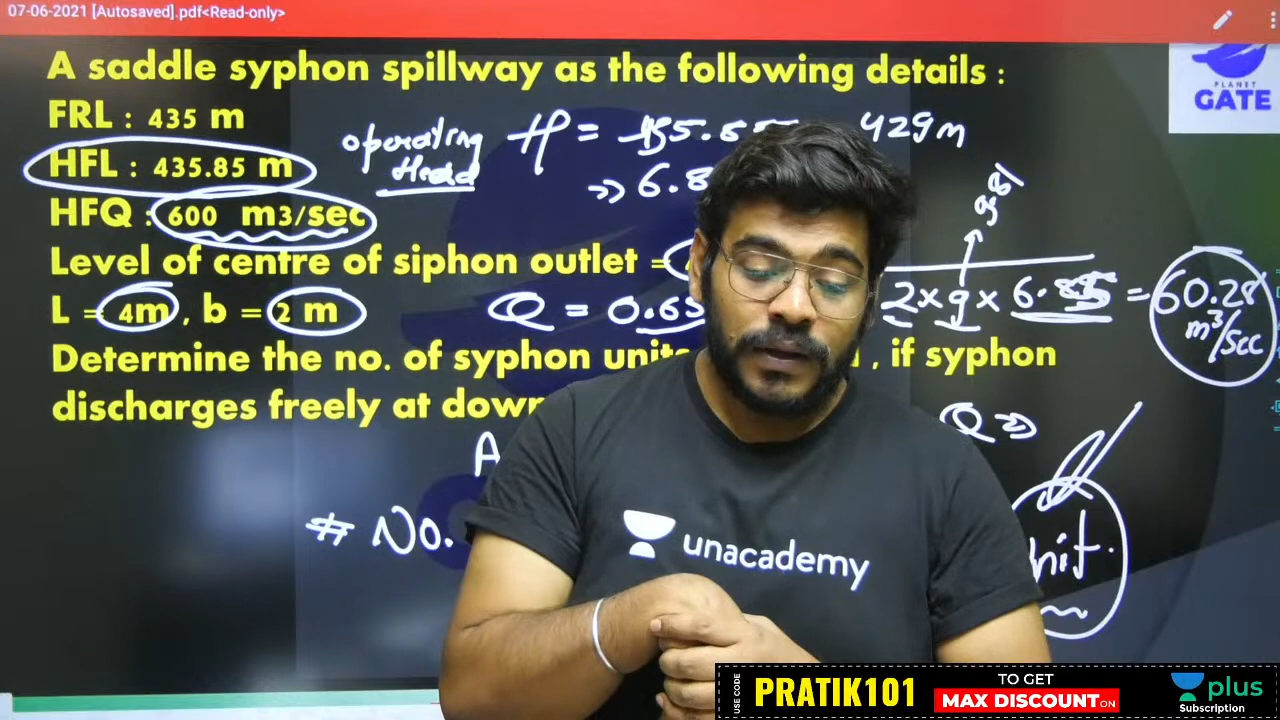 07-06-2021 [Autosaved].pdf<Read-only>
A saddle syphon spillway as the following details :
FRL : 435 m
HFL : 435.85 m
HFQ : 600 m3/sec
Level of centre of siphon outlet =
L = 4m , b = 2 m
Determine the no. of syphon units , if syphon
discharges freely at
operating Head H = 429m
=> 6.8
9.81
Q = 0.65 2 x g x 6.85 = 60.28 m³/sec
Q =>
A
# No.
unit.
PLANET
GATE
unacademy
USE CODE
PRATIK101
TO GET
MAX DISCOUNT ON
plus
Subscription